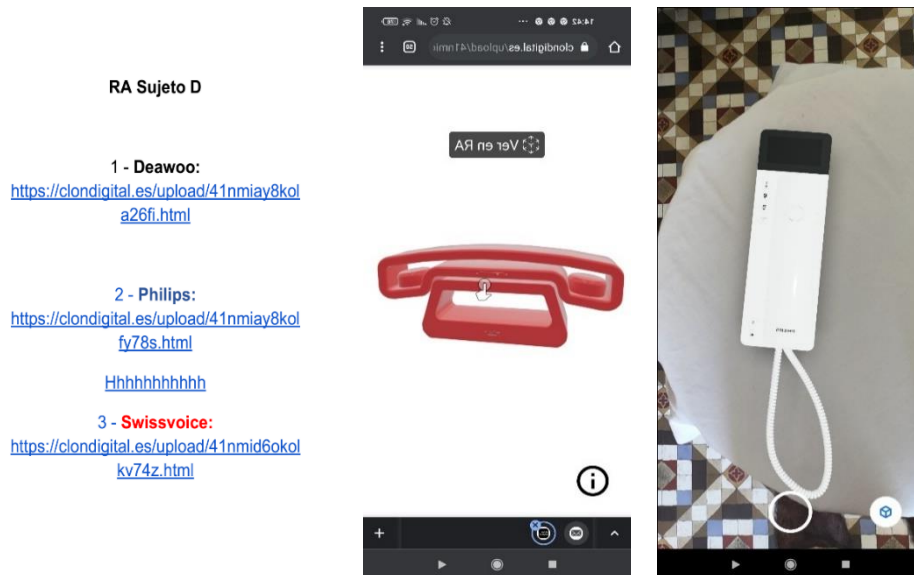 RA Sujeto D
1 - Deawoo:
https://clondigital.es/upload/41nmiay8kol
a26fi.html
2 - Philips:
https://clondigital.es/upload/41nmiay8kol
fy78s.html
Hhhhhhhhhhh
3 - Swissvoice:
https://clondigital.es/upload/41nmid6okol
kv74z.html
14:42
clondigital.es/upload/41nmi
Ver en RA